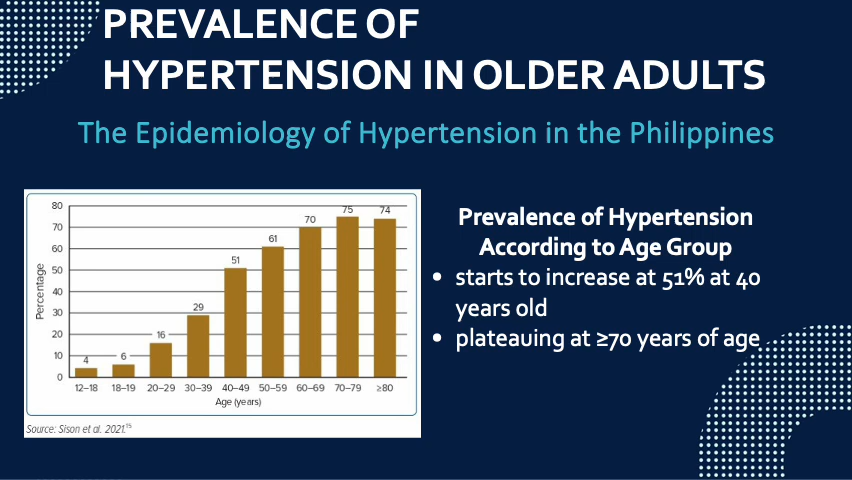 PREVALENCE OF
HYPERTENSION IN OLDER ADULTS
The Epidemiology of Hypertension in the Philippines
80
70
60
50
40
30
20
10
0
Percentage
4
6
16
29
51
61
70
75
74
12–18
18–19
20–29
30–39
40–49
50–59
60–69
70–79
≥80
Age (years)
Source: Sison et al. 2021.15
Prevalence of Hypertension
According to Age Group
• starts to increase at 51% at 40
years old
• plateauing at ≥70 years of age